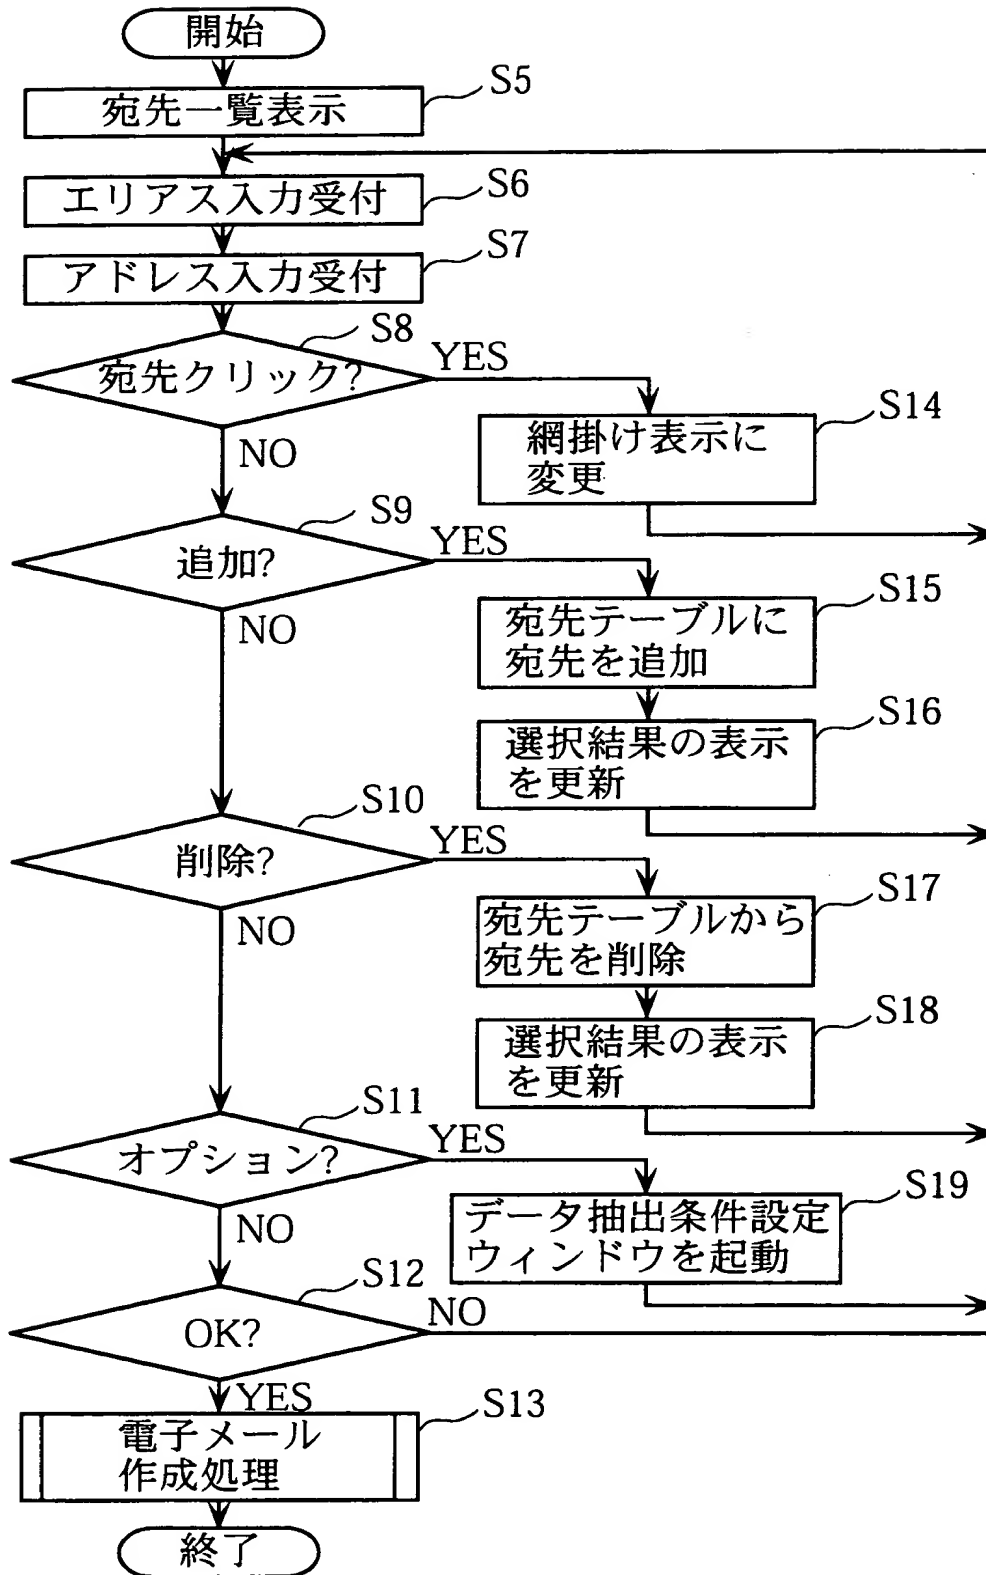 開始
宛先一覧表示
S5
エリアス入力受付
S6
アドレス入力受付
S7
宛先クリック?
S8
YES
NO
網掛け表示に
変更
S14
追加?
S9
YES
NO
宛先テーブルに
宛先を追加
S15
選択結果の表示
を更新
S16
削除?
S10
YES
NO
宛先テーブルから
宛先を削除
S17
選択結果の表示
を更新
S18
オプション?
S11
YES
NO
データ抽出条件設定
ウィンドウを起動
S19
OK?
S12
NO
YES
電子メール
作成処理
S13
終了